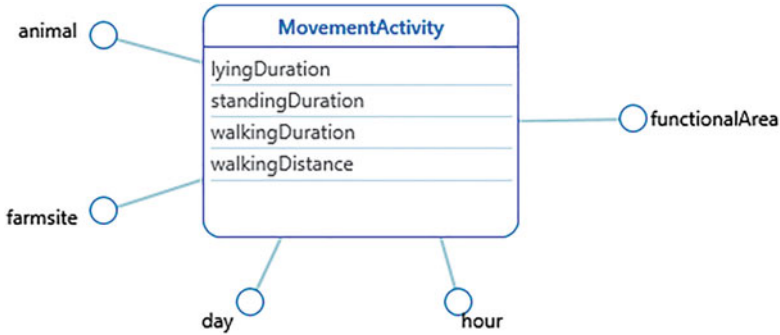 animal
MovementActivity
lyingDuration
standingDuration
walkingDuration
walkingDistance
functionalArea
farmsite
day
hour